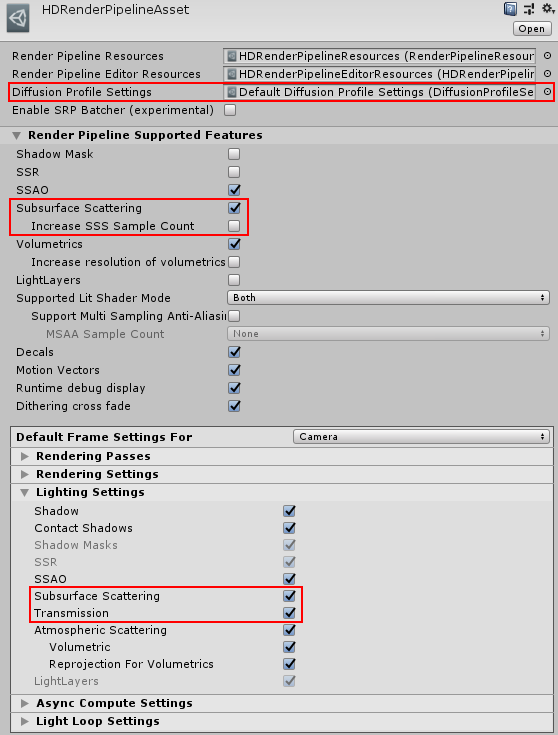 HDRenderPipelineAsset
Open
Render Pipeline Resources HDRenderPipelineResources (RenderPipelineResour
Render Pipeline Editor Resources HDRenderPipelineEditorResources (HDRenderPipelin
Diffusion Profile Settings Default Diffusion Profile Settings (DiffusionProfileSe
Enable SRP Batcher (experimental)
Render Pipeline Supported Features
Shadow Mask
SSR
SSAO
Subsurface Scattering
Increase SSS Sample Count
Volumetrics
Increase resolution of volumetrics
LightLayers
Supported Lit Shader Mode Both
Support Multi Sampling Anti-Aliasin
MSAA Sample Count None
Decals
Motion Vectors
Runtime debug display
Dithering cross fade
Default Frame Settings For Camera
Rendering Passes
Rendering Settings
Lighting Settings
Shadow
Contact Shadows
Shadow Masks
SSR
SSAO
Subsurface Scattering
Transmission
Atmospheric Scattering
Volumetric
Reprojection For Volumetrics
LightLayers
Async Compute Settings
Light Loop Settings